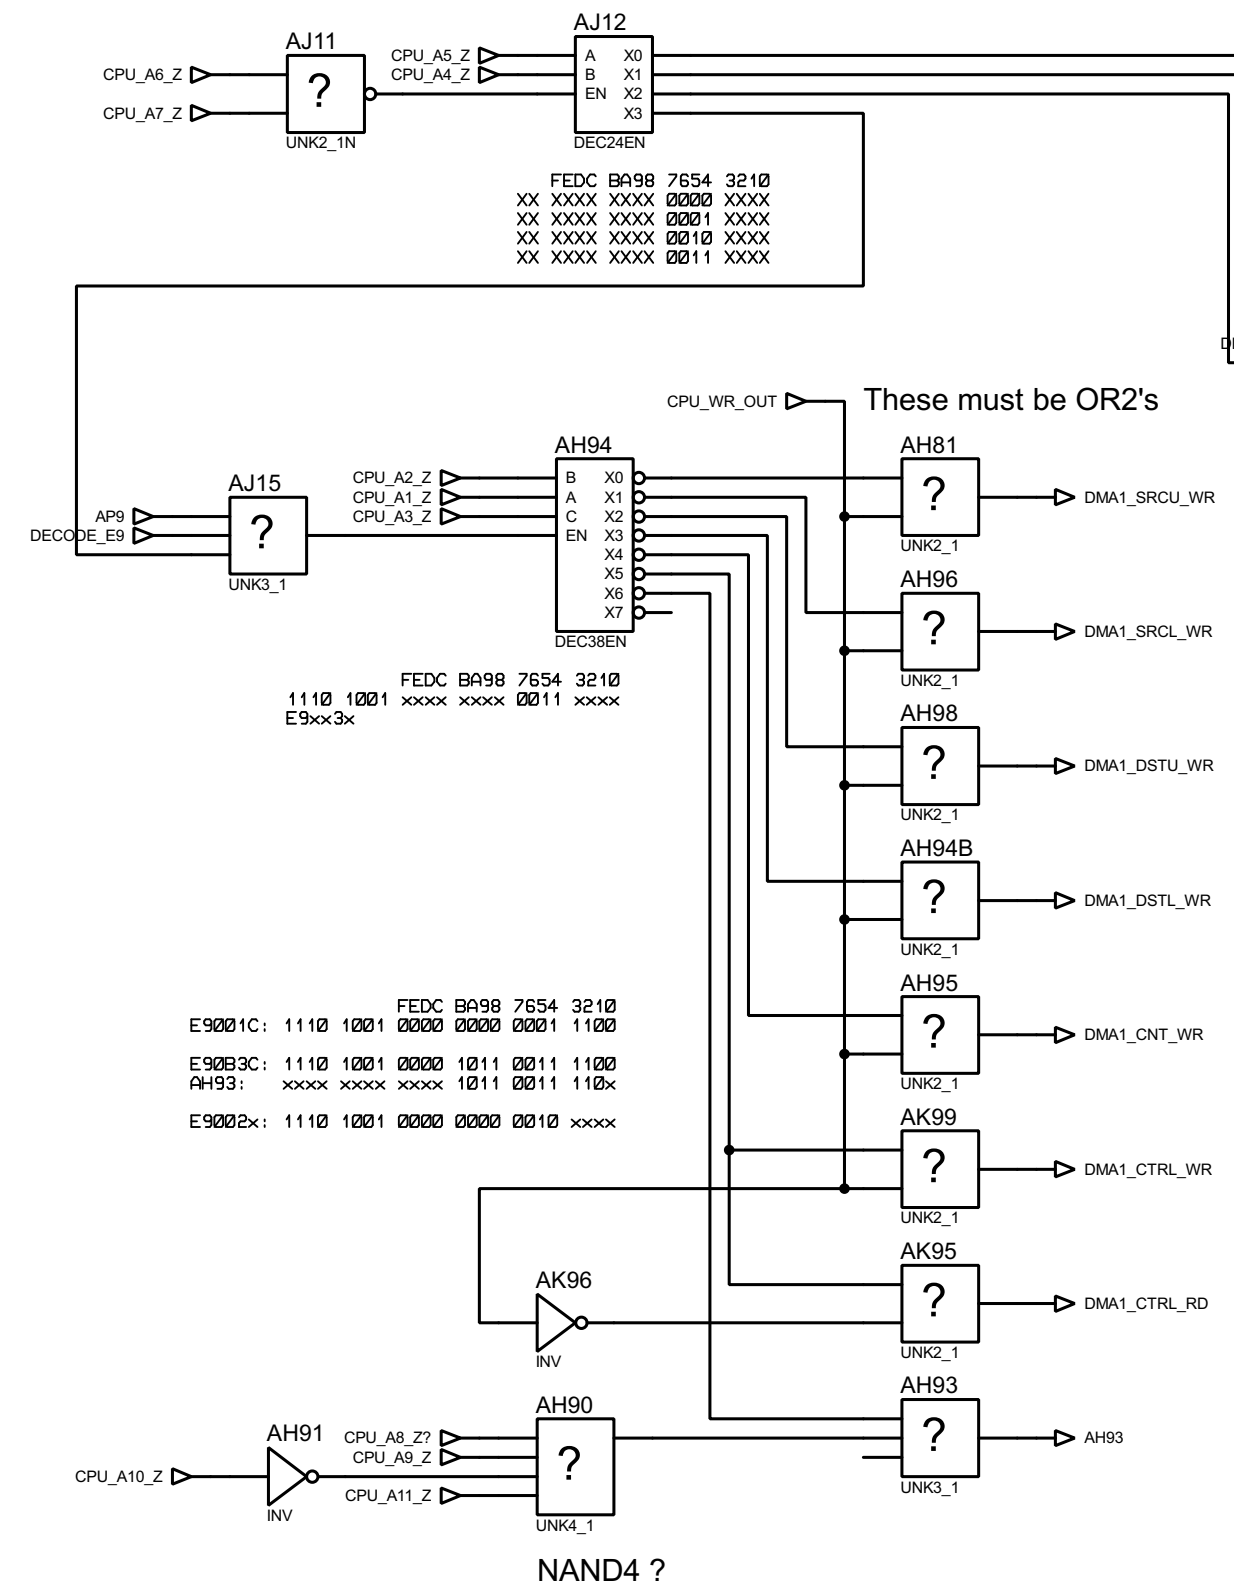 AJ12
AJ11
CPU_A5_Z
A X0
CPU_A6_Z
?
CPU_A4_Z
B X1
EN X2
CPU_A7_Z
X3
UNK2_1N
DEC24EN
FEDC BA98 7654 3210
XX XXXX XXXX 0000 XXXX
XX XXXX XXXX 0001 XXXX
XX XXXX XXXX 0010 XXXX
XX XXXX XXXX 0011 XXXX
CPU_WR_OUT
These must be OR2's
AH94
AH81
CPU_A2_Z
B X0
AJ15
CPU_A1_Z
A X1
?
DMA1_SRCU_WR
AP9
?
CPU_A3_Z
C X2
DECODE_E9
EN X3
UNK2_1
X4
X5
UNK3_1
AH96
X6
X7
?
DMA1_SRCL_WR
DEC38EN
UNK2_1
FEDC BA98 7654 3210
1110 1001 xxxx xxxx 0011 xxxx
E9xx3x
AH98
?
DMA1_DSTU_WR
UNK2_1
AH94B
?
DMA1_DSTL_WR
UNK2_1
AH95
FEDC BA98 7654 3210
E9001C: 1110 1001 0000 0000 0001 1100
?
DMA1_CNT_WR
E90B3C: 1110 1001 0000 1011 0011 1100
AH93: xxxx xxxx xxxx 1011 0011 110x
UNK2_1
E9002x: 1110 1001 0000 0000 0010 xxxx
AK99
?
DMA1_CTRL_WR
UNK2_1
AK95
AK96
?
DMA1_CTRL_RD
INV
UNK2_1
AH93
AH90
AH91
CPU_A8_Z?
?
?
AH93
CPU_A9_Z
CPU_A10_Z
CPU_A11_Z
UNK3_1
INV
UNK4_1
NAND4 ?